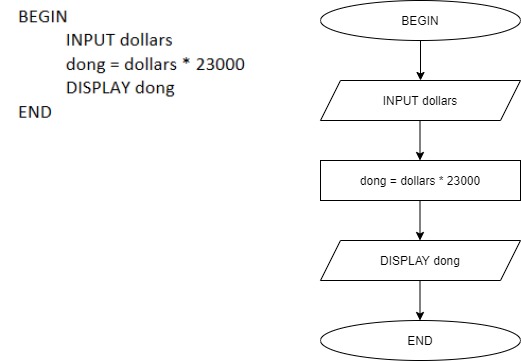 BEGIN
INPUT dollars
dong = dollars * 23000
DISPLAY dong
END
BEGIN
INPUT dollars
dong = dollars * 23000
DISPLAY dong
END